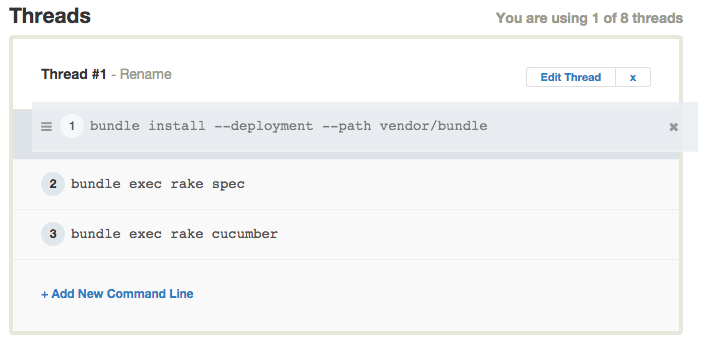 Threads
You are using 1 of 8 threads
Thread #1 - Rename
Edit Thread x
1 bundle install --deployment --path vendor/bundle
2 bundle exec rake spec
3 bundle exec rake cucumber
+ Add New Command Line